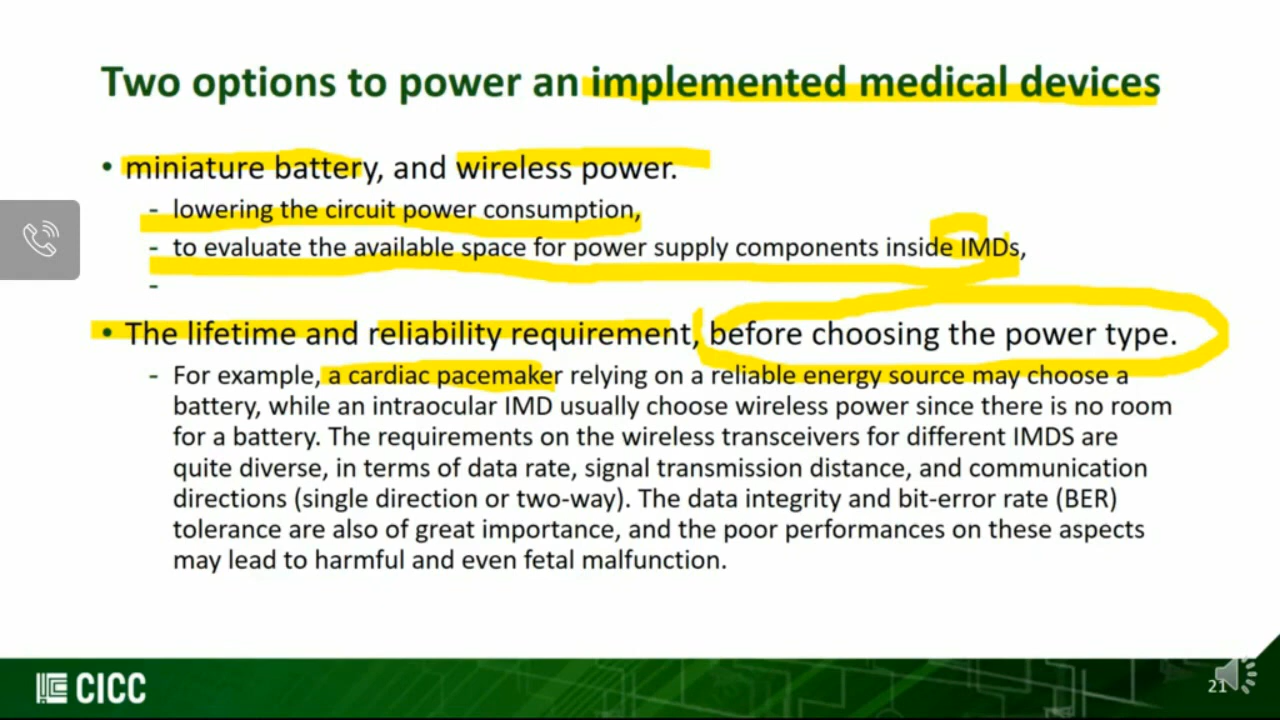 Two options to power an implemented medical devices
• miniature battery, and wireless power.
- lowering the circuit power consumption,
- to evaluate the available space for power supply components inside IMDs,
-
• The lifetime and reliability requirement, before choosing the power type.
- For example, a cardiac pacemaker relying on a reliable energy source may choose a
battery, while an intraocular IMD usually choose wireless power since there is no room
for a battery. The requirements on the wireless transceivers for different IMDS are
quite diverse, in terms of data rate, signal transmission distance, and communication
directions (single direction or two-way). The data integrity and bit-error rate (BER)
tolerance are also of great importance, and the poor performances on these aspects
may lead to harmful and even fetal malfunction.
CICC
21